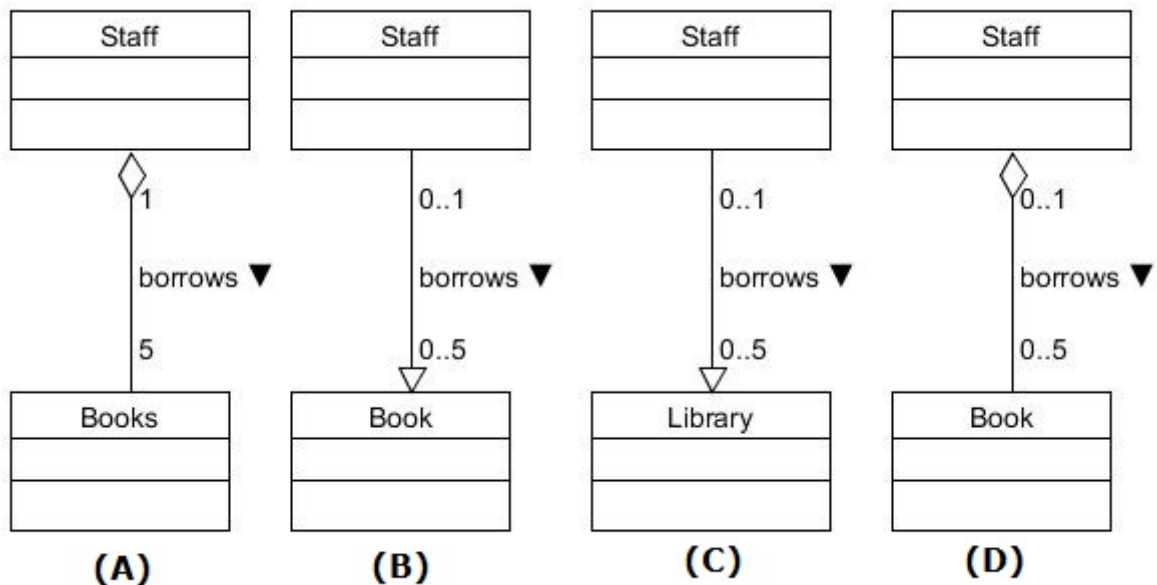 Staff
1
borrows ▼
5
Books
(A)
Staff
0..1
borrows ▼
0..5
Book
(B)
Staff
0..1
borrows ▼
0..5
Library
(C)
Staff
0..1
borrows ▼
0..5
Book
(D)